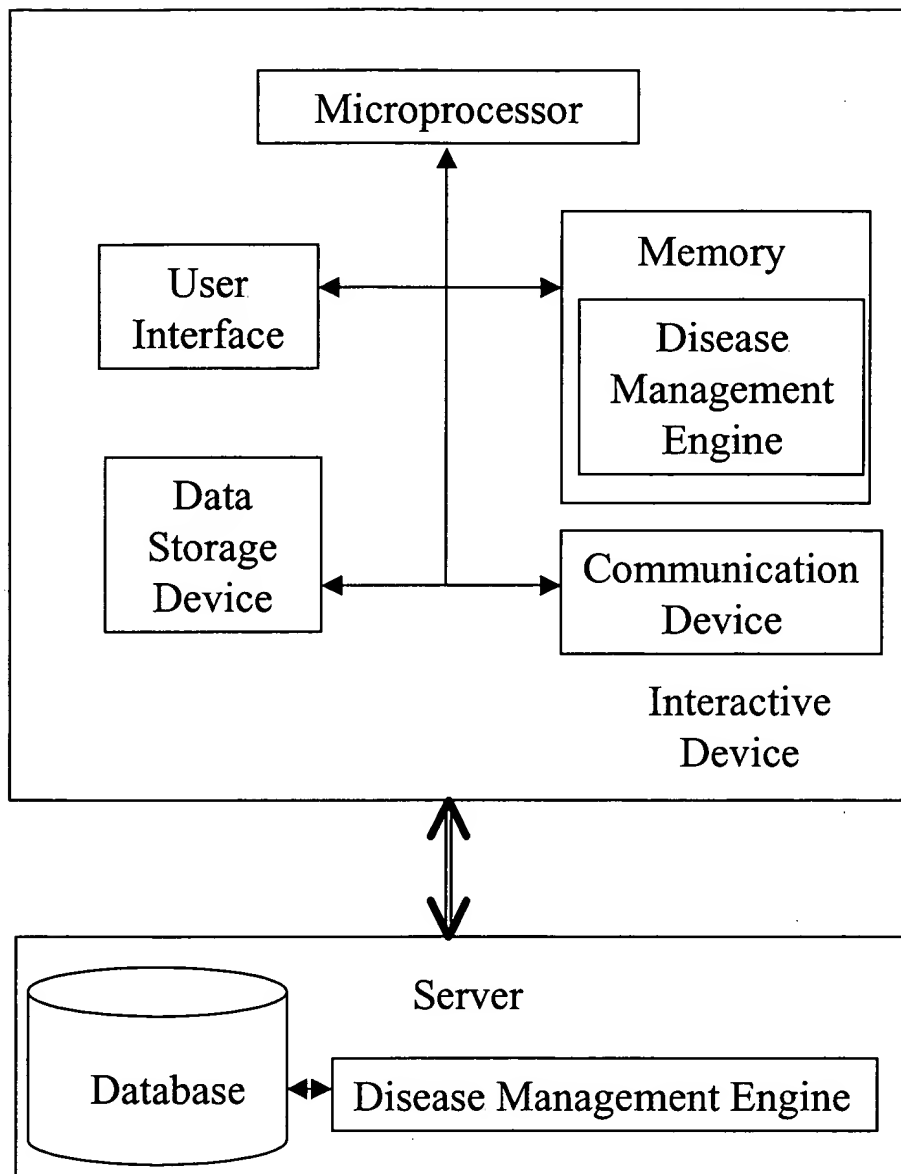 Microprocessor
User
Interface
Memory
Disease
Management
Engine
Data
Storage
Device
Communication
Device
Interactive
Device
Server
Database
Disease Management Engine